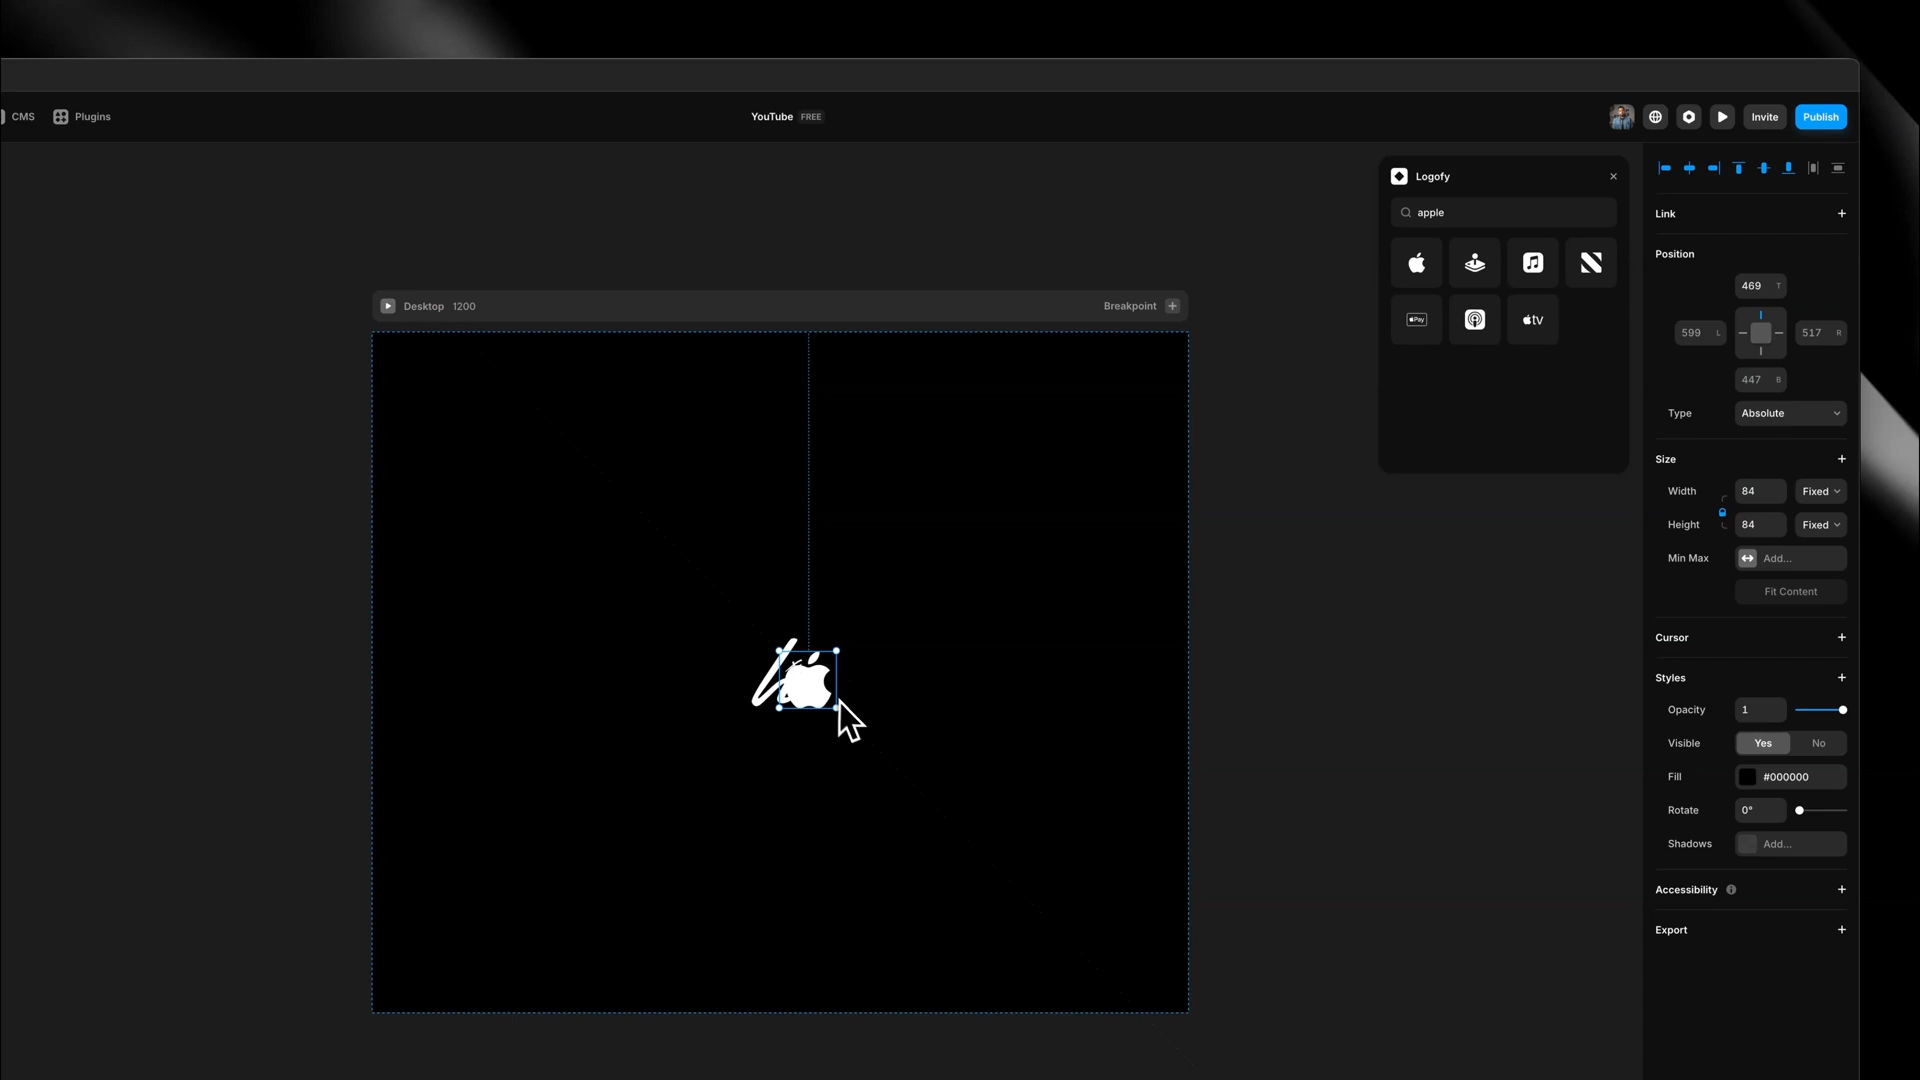 CMS
Plugins
YouTube FREE
Invite
Publish
Logofy
apple
Pay
tv
Desktop 1200
Breakpoint
Link
Position
469 T
599 L
517 R
447 B
Type
Absolute
Size
Width
84
Fixed
Height
84
Fixed
Min Max
Add...
Fit Content
Cursor
Styles
Opacity
1
Visible
Yes
No
Fill
#000000
Rotate
0°
Shadows
Add...
Accessibility
Export